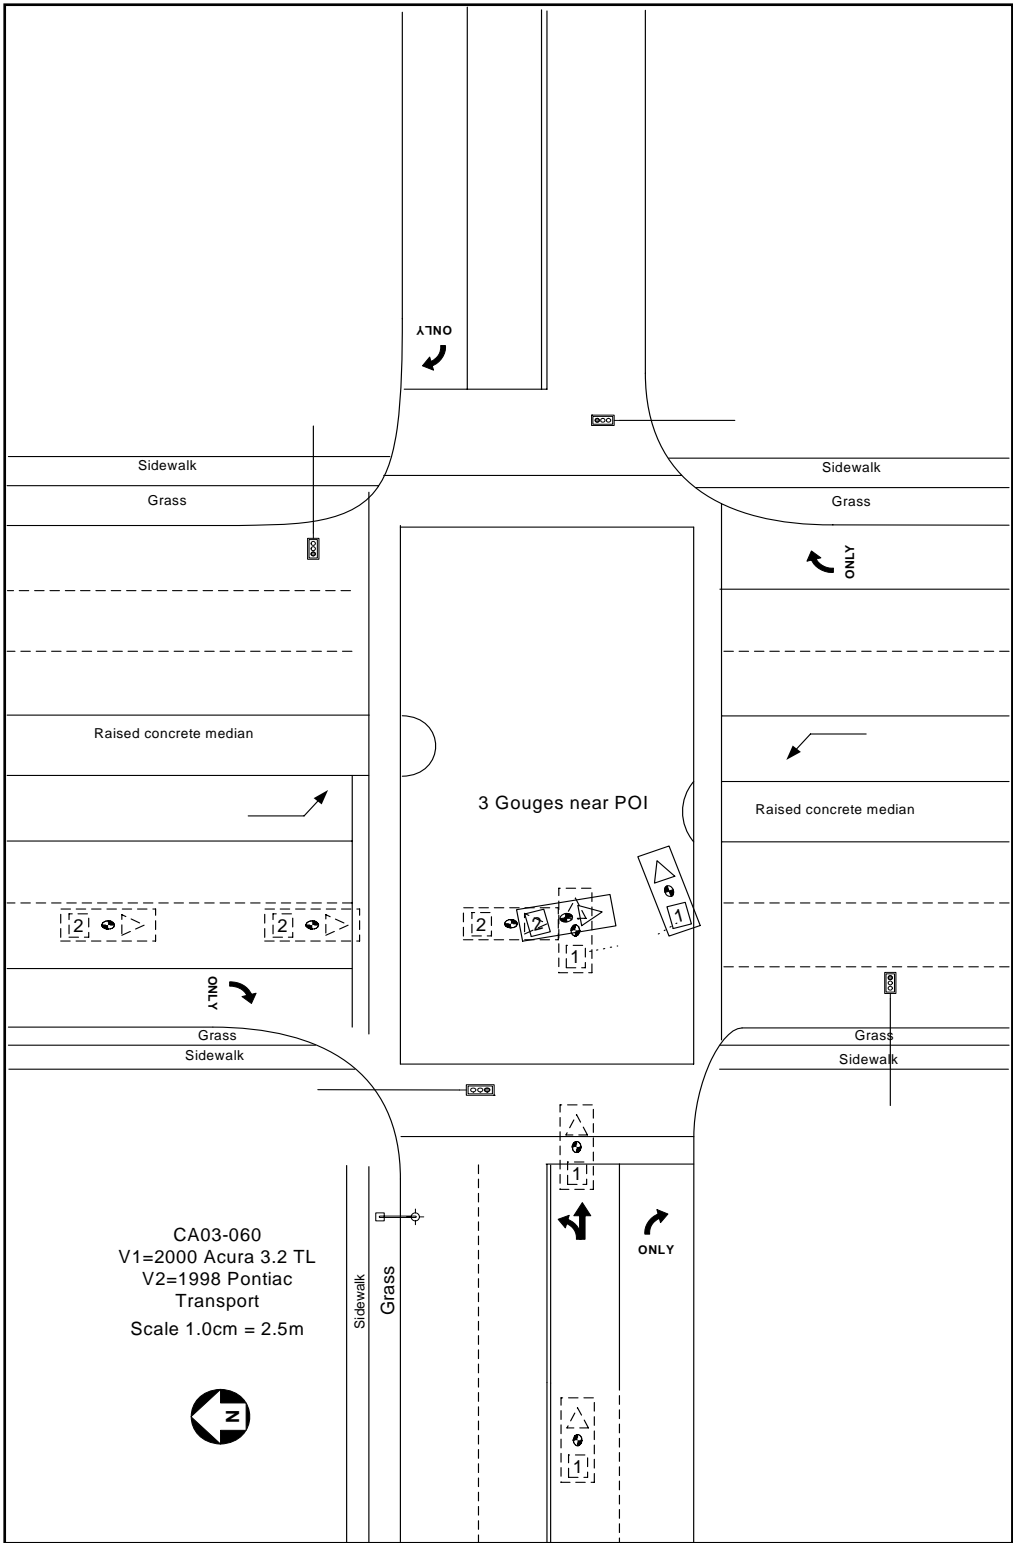 ONLY
Sidewalk
Sidewalk
Grass
Grass
ONLY
Raised concrete median
3 Gouges near POI
Raised concrete median
2
2
2
2
1
1
ONLY
Grass
Sidewalk
Grass
Sidewalk
1
ONLY
CA03-060
V1=2000 Acura 3.2 TL
V2=1998 Pontiac
Transport
Scale 1.0cm = 2.5m
Sidewalk
Grass
N
1